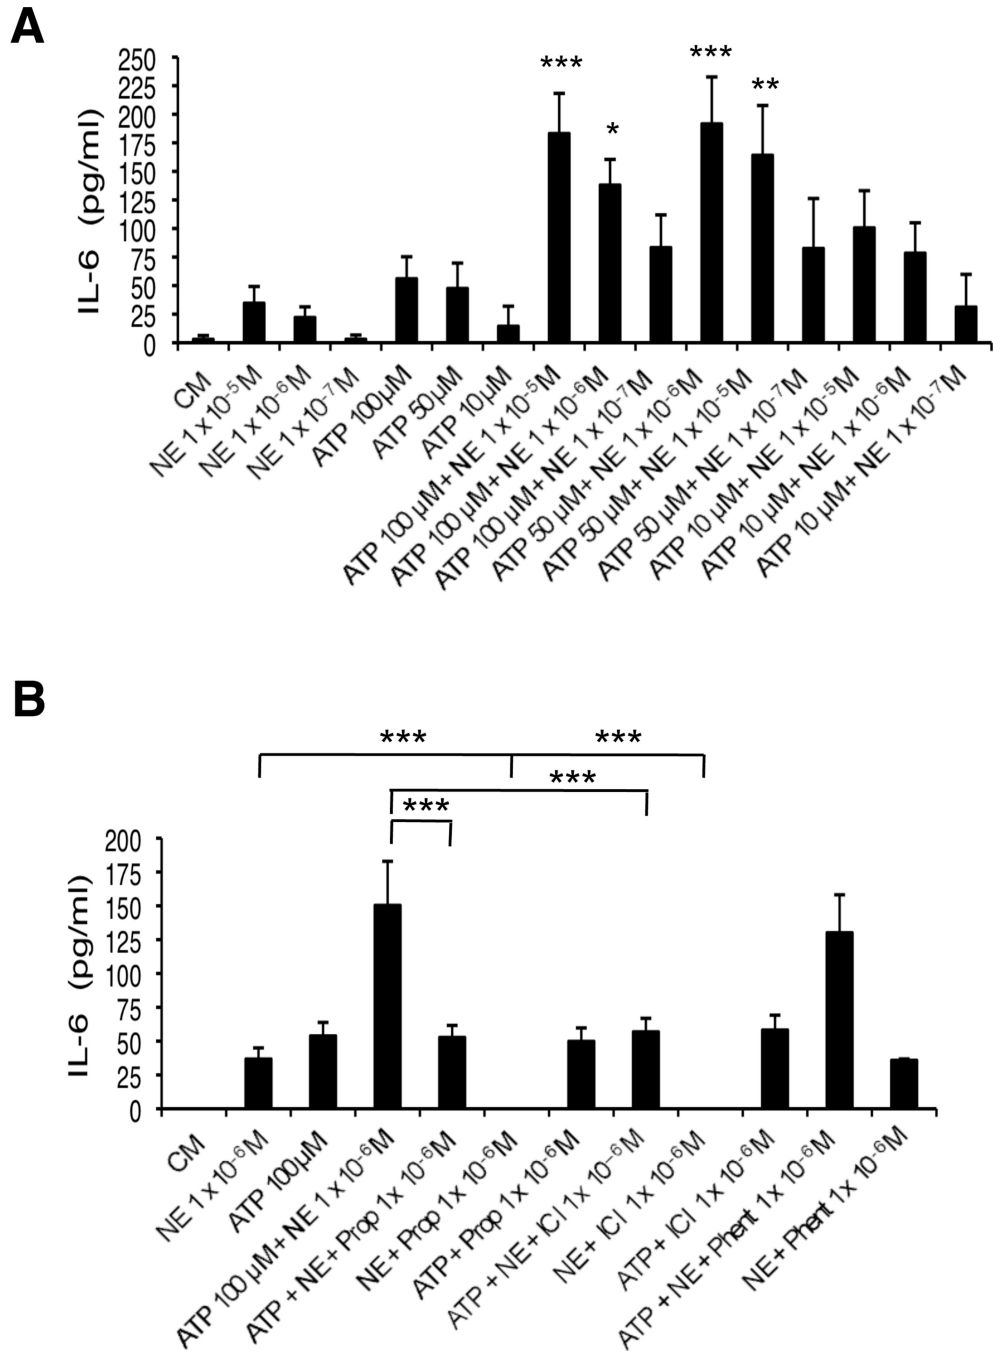 A
***
***
**
*
250
225
200
175
150
125
100
75
50
25
0
IL-6 (pg/ml)
CM
NE 1 x 10⁻⁵M
NE 1 x 10⁻⁶M
NE 1 x 10⁻⁷M
ATP 100µM
ATP 50µM
ATP 10µM
ATP 100 µM+ NE 1 x 10⁻⁵M
ATP 100 µM+ NE 1 x 10⁻⁶M
ATP 100 µM+ NE 1 x 10⁻⁷M
ATP 50 µM+ NE 1 x 10⁻⁶M
ATP 50 µM+ NE 1 x 10⁻⁵M
ATP 50 µM+ NE 1 x 10⁻⁷M
ATP 10 µM+ NE 1 x 10⁻⁵M
ATP 10 µM+ NE 1 x 10⁻⁶M
ATP 10 µM+ NE 1 x 10⁻⁷M
B
*** ***
***
***
200
175
150
125
100
75
50
25
0
IL-6 (pg/ml)
CM
NE 1 x 10⁻⁶M
ATP 100µM
ATP 100 µM+ NE 1 x 10⁻⁶M
ATP + NE+ Prop 1x 10⁻⁶M
NE+ Prop 1x 10⁻⁶M
ATP+ Prop 1x 10⁻⁶M
ATP + NE+ ICI 1x 10⁻⁶M
NE+ ICI 1x 10⁻⁶M
ATP+ ICI 1x 10⁻⁶M
ATP + NE+ Phent 1x 10⁻⁶M
NE+ Phent 1x 10⁻⁶M